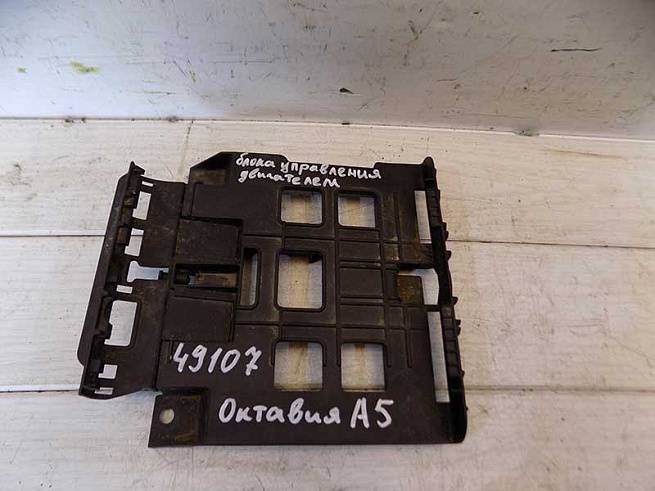 блока управления
двигателем
49107
Октавия А5